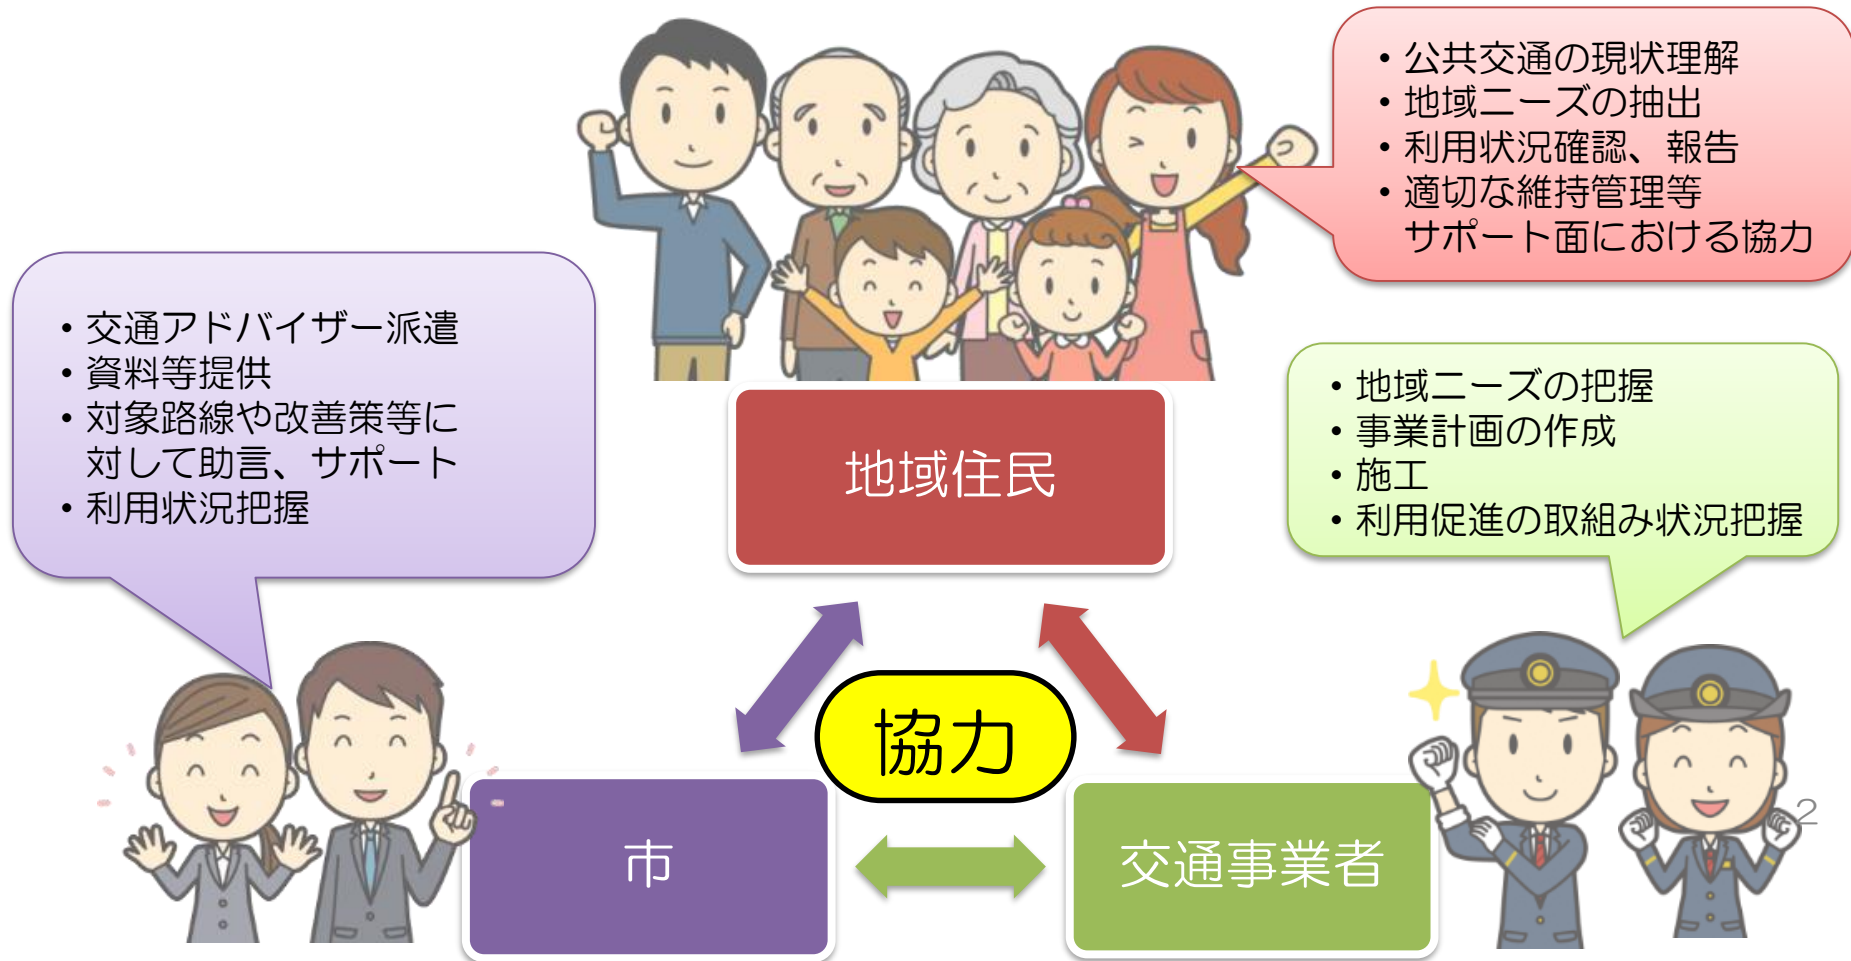 ・公共交通の現状理解
・地域ニーズの抽出
・利用状況確認、報告
・適切な維持管理等
サポート面における協力
・交通アドバイザー派遣
・資料等提供
・対象路線や改善策等に
対して助言、サポート
・利用状況把握
・地域ニーズの把握
・事業計画の作成
・施工
・利用促進の取組み状況把握
地域住民
協力
市
交通事業者
2